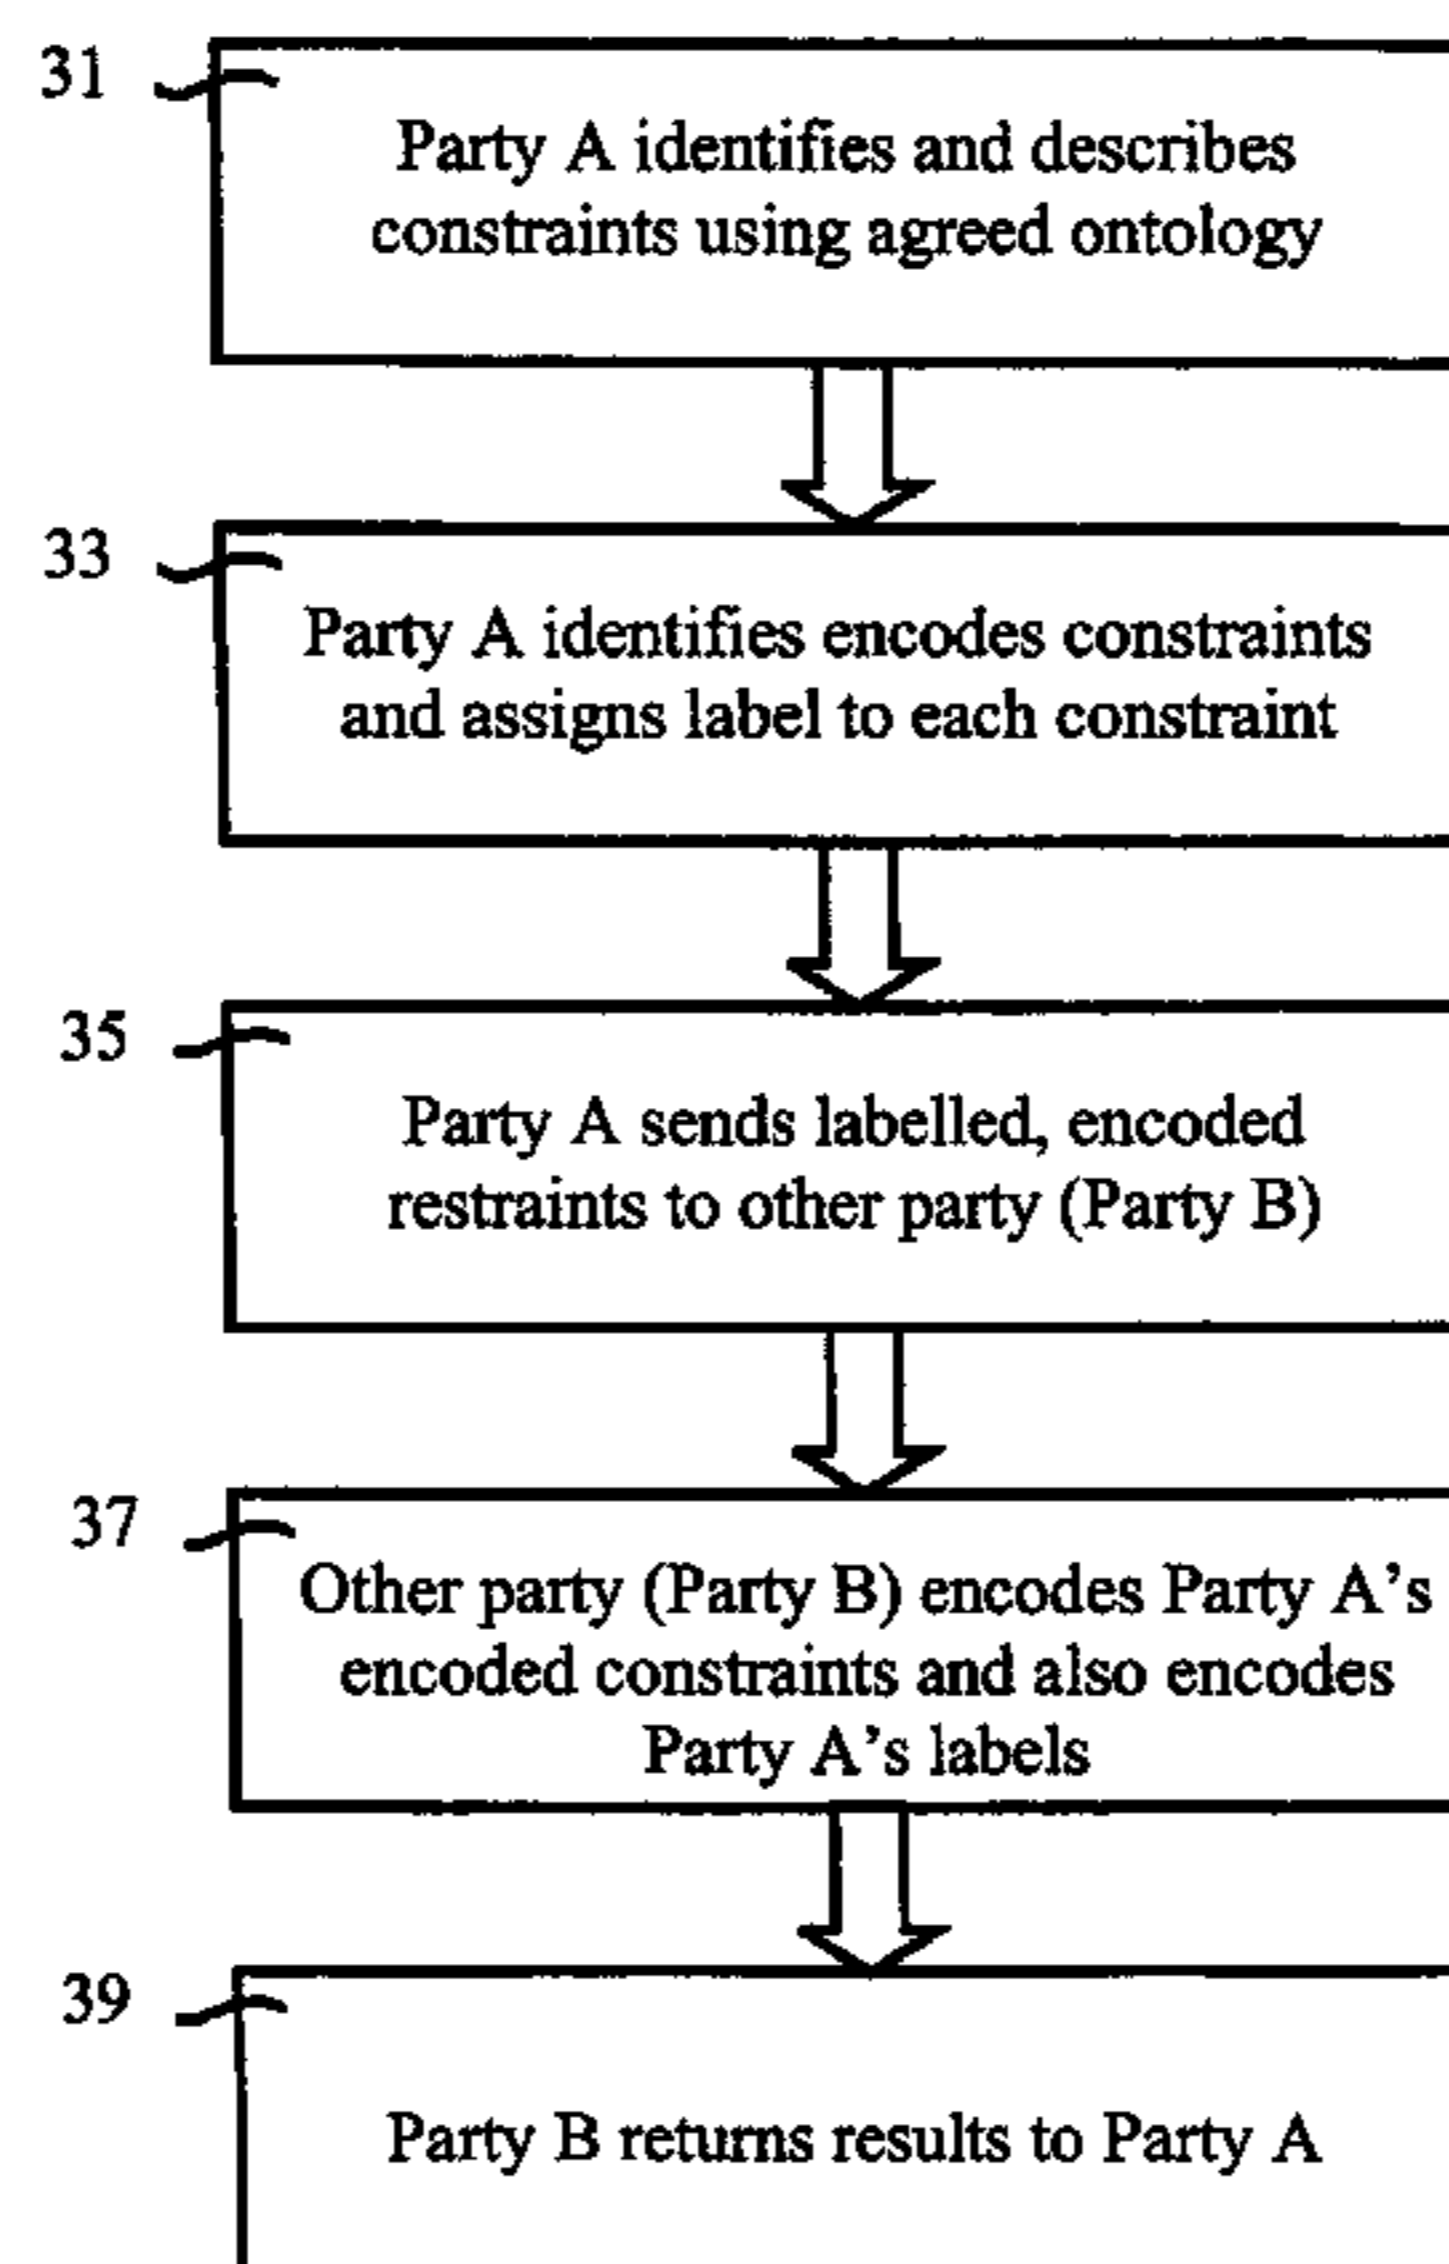 31
Party A identifies and describes
constraints using agreed ontology
33
Party A identifies encodes constraints
and assigns label to each constraint
35
Party A sends labelled, encoded
restraints to other party (Party B)
37
Other party (Party B) encodes Party A's
encoded constraints and also encodes
Party A's labels
39
Party B returns results to Party A